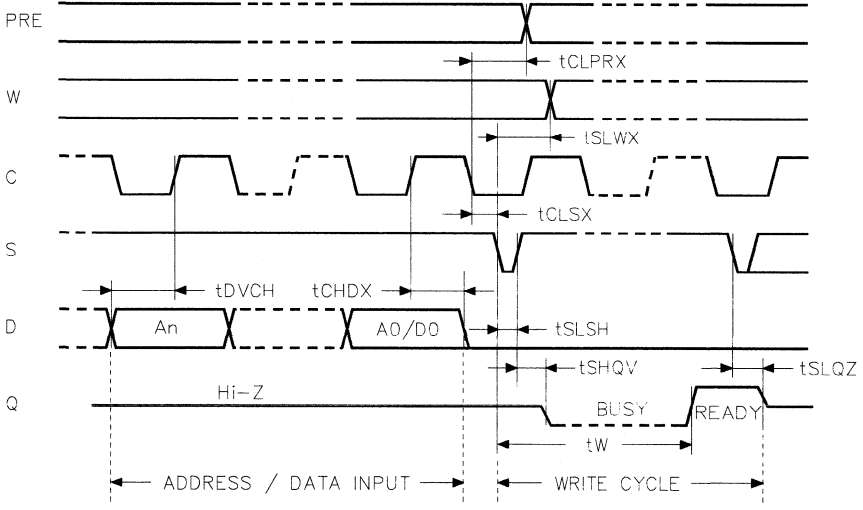 PRE
tCLPRX
W
tSLWX
C
tCLSX
S
tDVCH tCHDX
D An A0/D0 tSLSH
tSHQV tSLQZ
Q Hi-Z BUSY READY
tW
ADDRESS / DATA INPUT WRITE CYCLE